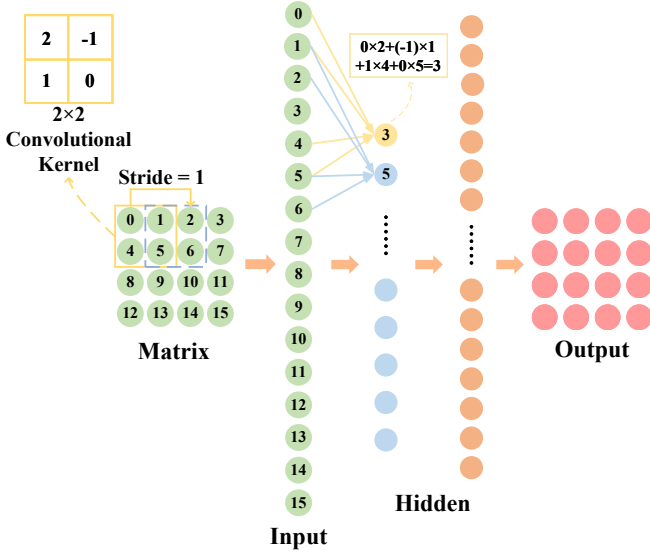 2 -1
1 0
2×2
Convolutional
Kernel
Stride = 1
0 1 2 3
4 5 6 7
8 9 10 11
12 13 14 15
Matrix
0
1
2
3
4
5
6
7
8
9
10
11
12
13
14
15
Input
0×2+(-1)×1
+1×4+0×5=3
3
5
Hidden
Output